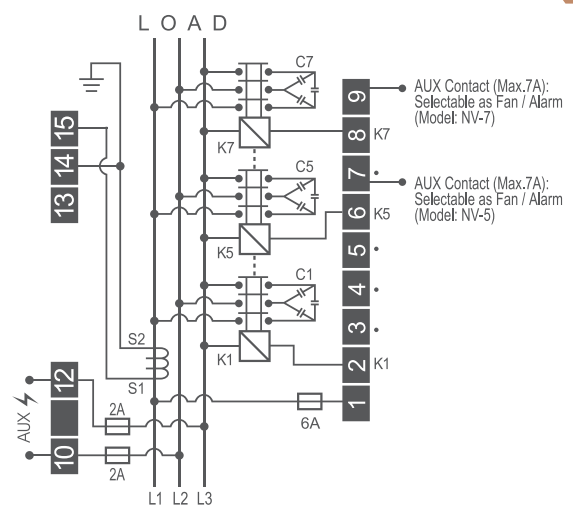 L O A D
C7
AUX Contact (Max.7A):
Selectable as Fan / Alarm
(Model: NV-7)
9
8 K7
K7
15
14
13
C5
AUX Contact (Max.7A):
Selectable as Fan / Alarm
(Model: NV-5)
7
6 K5
K5
5
C1
4
3
S2
K1
2 K1
S1
12
2A
1
6A
AUX
10
2A
L1 L2 L3